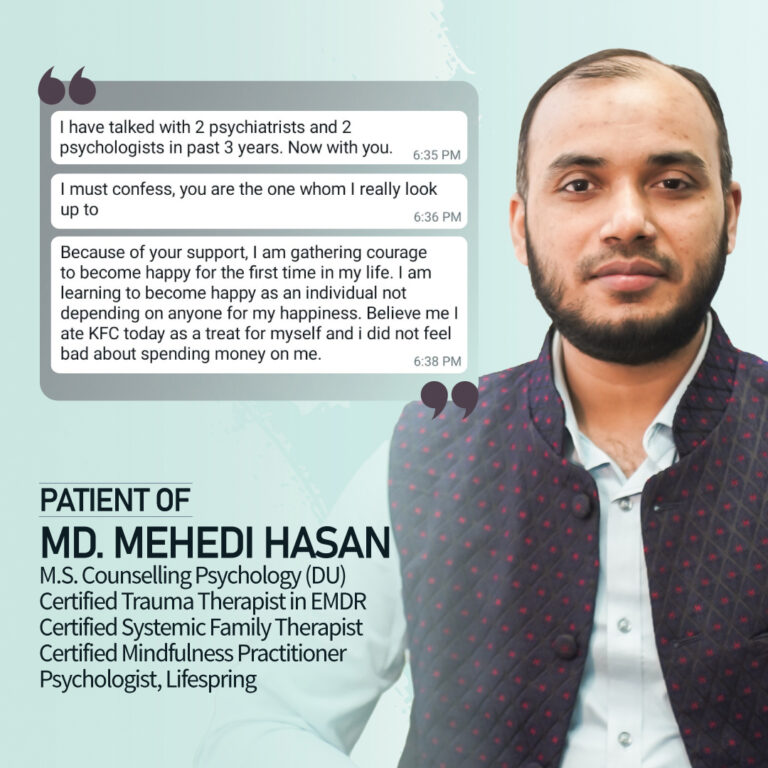 I have talked with 2 psychiatrists and 2
psychologists in past 3 years. Now with you.
6:35 PM
I must confess, you are the one whom I really look
up to
6:36 PM
Because of your support, I am gathering courage
to become happy for the first time in my life. I am
learning to become happy as an individual not
depending on anyone for my happiness. Believe me I
ate KFC today as a treat for myself and i did not feel
bad about spending money on me.
6:38 PM
PATIENT OF
MD. MEHEDI HASAN
M.S. Counselling Psychology (DU)
Certified Trauma Therapist in EMDR
Certified Systemic Family Therapist
Certified Mindfulness Practitioner
Psychologist, Lifespring